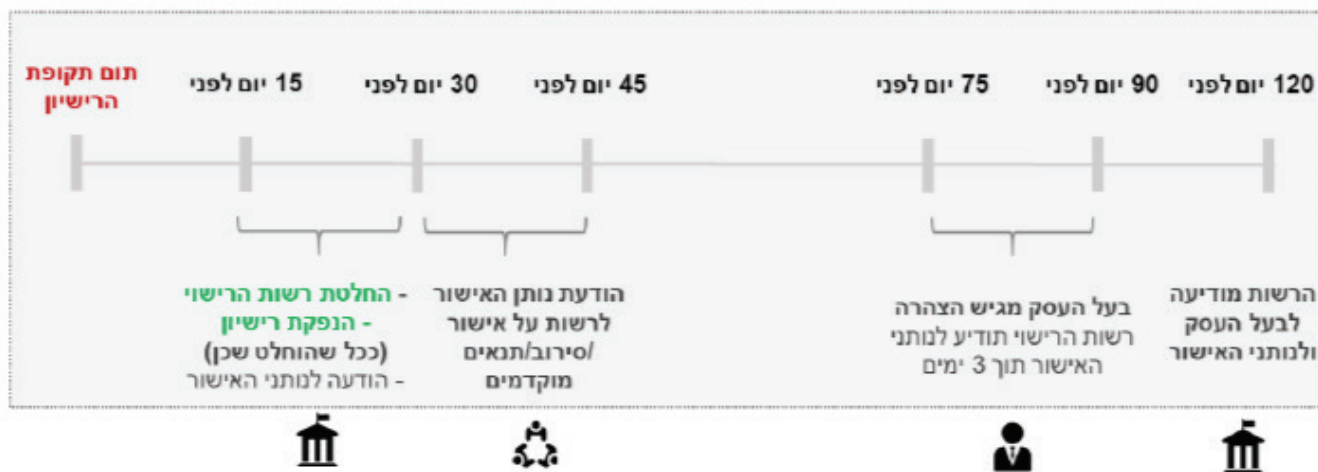 120 יום לפני
90 יום לפני
75 יום לפני
45 יום לפני
30 יום לפני
15 יום לפני
תום תקופת
הרישיון
הרשות מודיעה
לבעל העסק
ולנותני האישור
בעל העסק מגיש הצהרה
רשות הרישוי תודיע לנותני
האישור תוך 3 ימים
הודעת נותן האישור
לרשות על אישור
/סירוב/תנאים
מוקדמים
- החלטת רשות הרישוי
- הנפקת רישיון
(ככל שהוחלט שכן)
- הודעה לנותני האישור